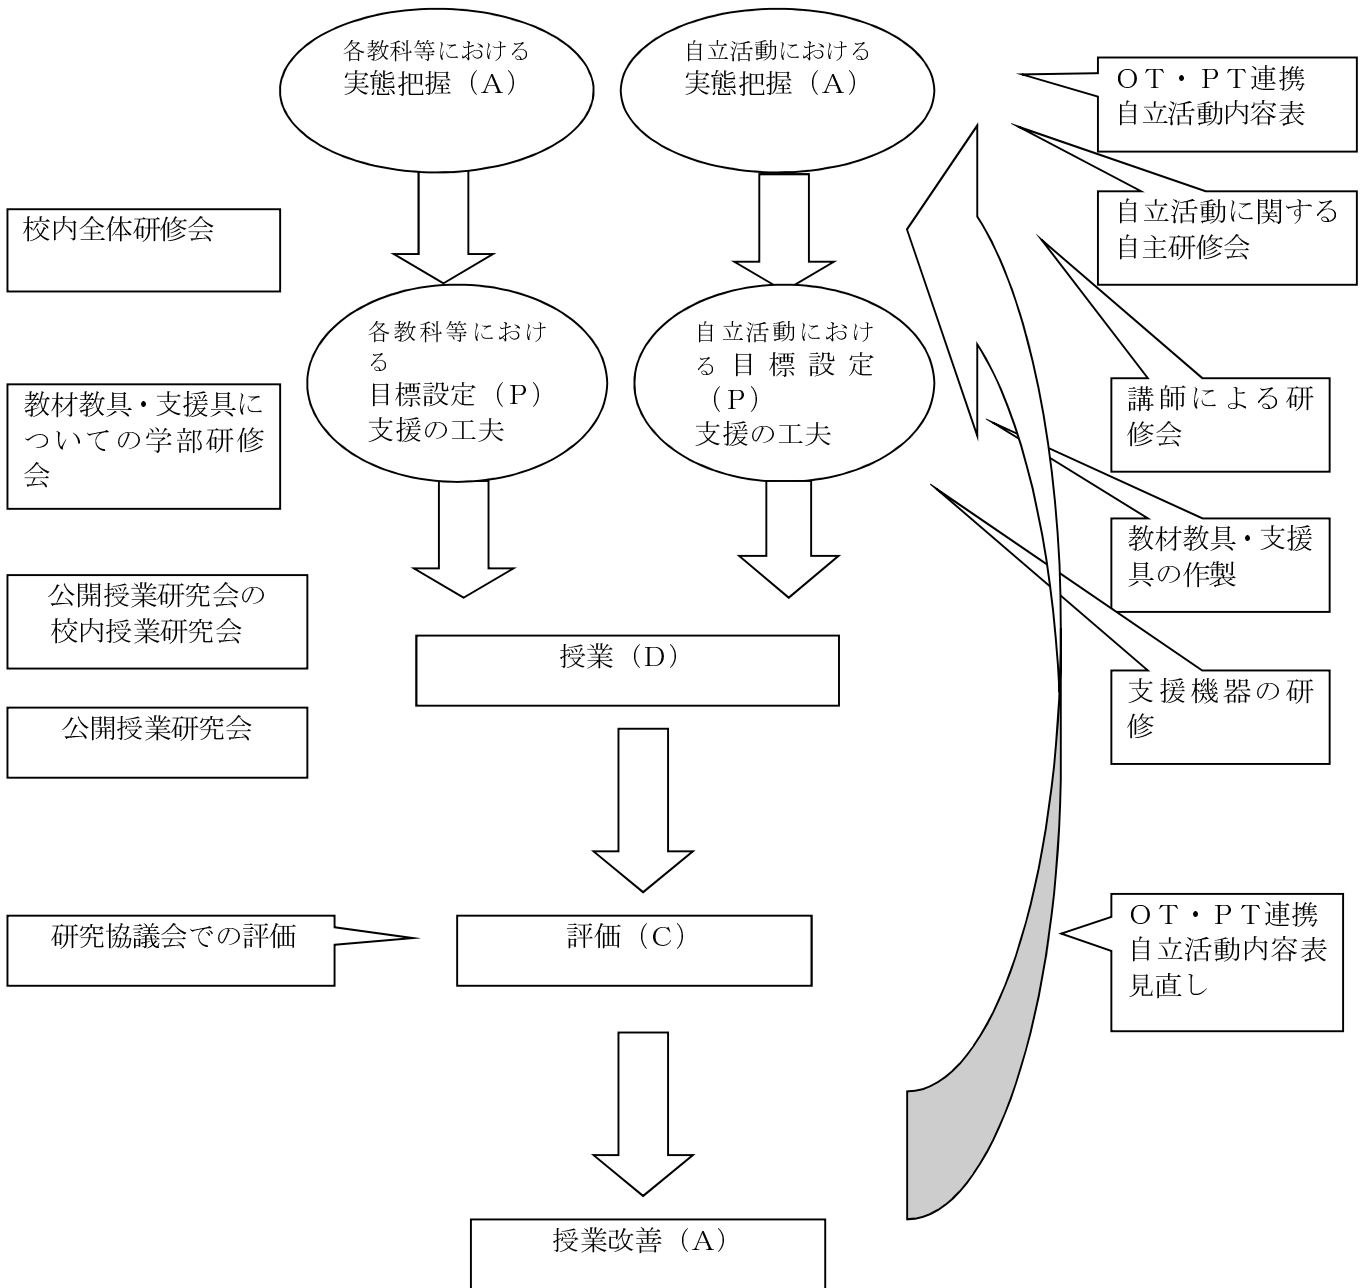 各教科等における
実態把握（A）
自立活動における
実態把握（A）
ＯＴ・ＰＴ連携
自立活動内容表
校内全体研修会
自立活動に関する
自主研修会
各教科等におけ
る
目標設定（P）
支援の工夫
自立活動におけ
る目標設定
（P）
支援の工夫
教材教具・支援具に
ついての学部研修
会
講師による研
修会
教材教具・支援
具の作製
公開授業研究会の
校内授業研究会
授業（D）
支援機器の研
修
公開授業研究会
研究協議会での評価
評価（C）
ＯＴ・ＰＴ連携
自立活動内容表
見直し
授業改善（A）